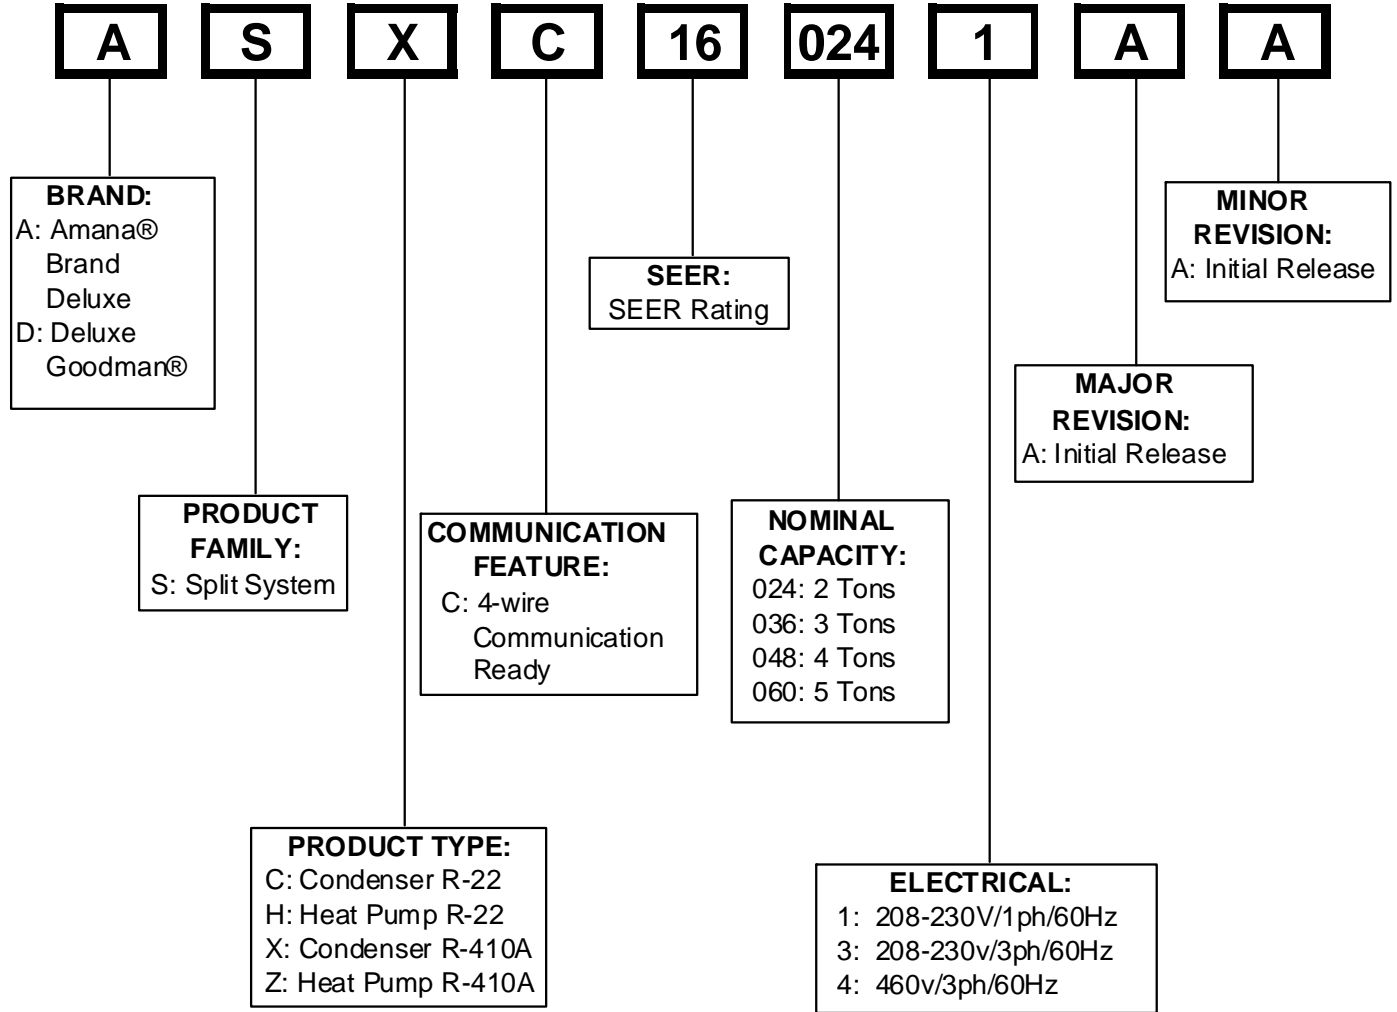 A S X C 16 024 1 A A
BRAND:
A: Amana®
Brand
Deluxe
D: Deluxe
Goodman®
MINOR
REVISION:
A: Initial Release
SEER:
SEER Rating
MAJOR
REVISION:
A: Initial Release
PRODUCT
FAMILY:
S: Split System
COMMUNICATION
FEATURE:
C: 4-wire
Communication
Ready
NOMINAL
CAPACITY:
024: 2 Tons
036: 3 Tons
048: 4 Tons
060: 5 Tons
PRODUCT TYPE:
C: Condenser R-22
H: Heat Pump R-22
X: Condenser R-410A
Z: Heat Pump R-410A
ELECTRICAL:
1: 208-230V/1ph/60Hz
3: 208-230v/3ph/60Hz
4: 460v/3ph/60Hz